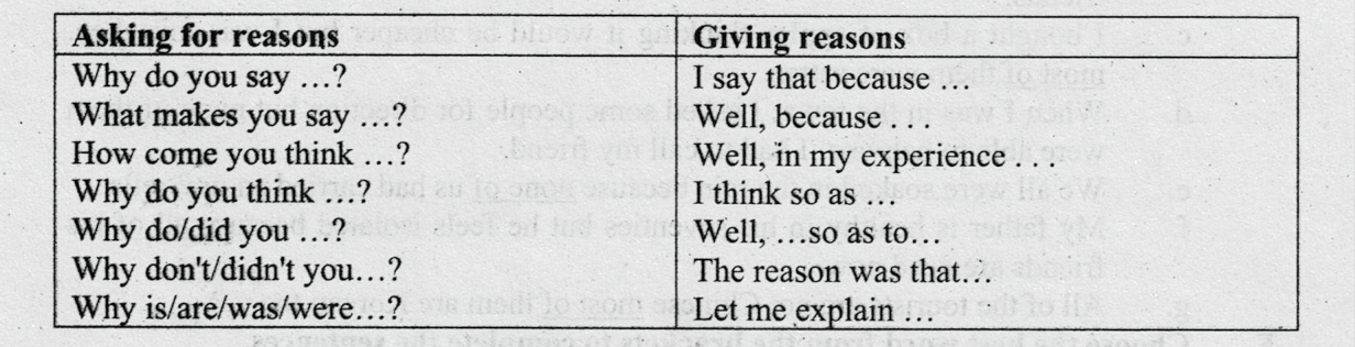 Asking for reasons Giving reasons
Why do you say ...? I say that because ...
What makes you say ...? Well, because . . .
How come you think ...? Well, in my experience ...
Why do you think ...? I think so as ...
Why do/did you ...? Well, ...so as to...
Why don't/didn't you...? The reason was that...
Why is/are/was/were...? Let me explain ...